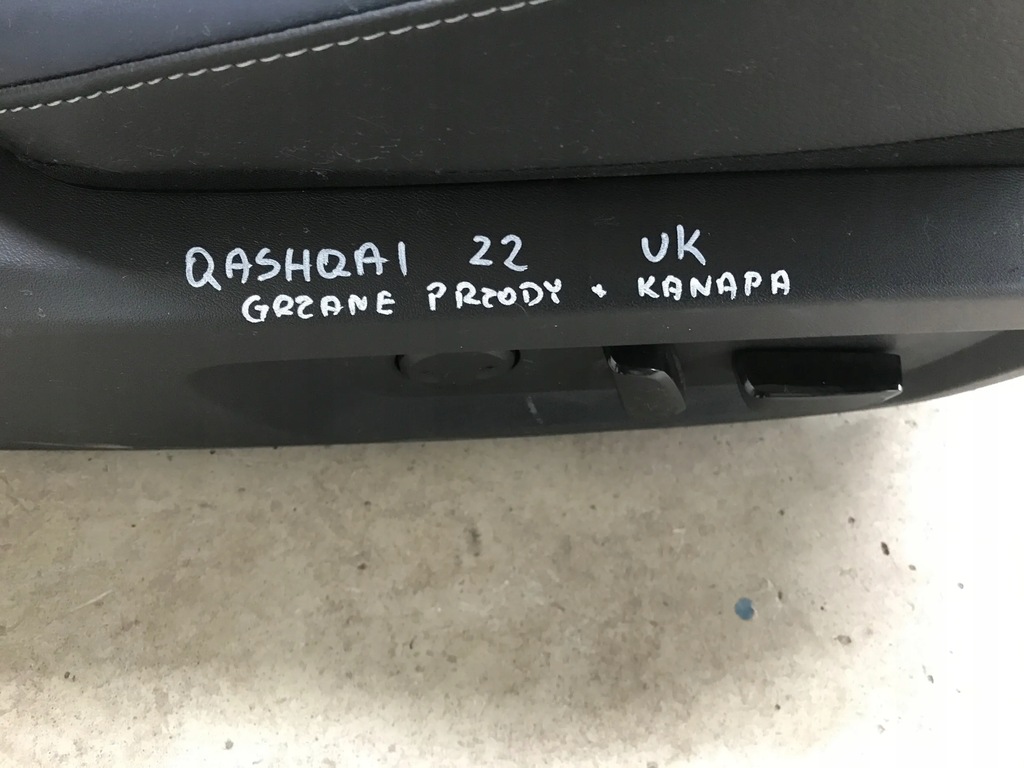 QASHQAI 22 UK
GRZANE PRZODY + KANAPA